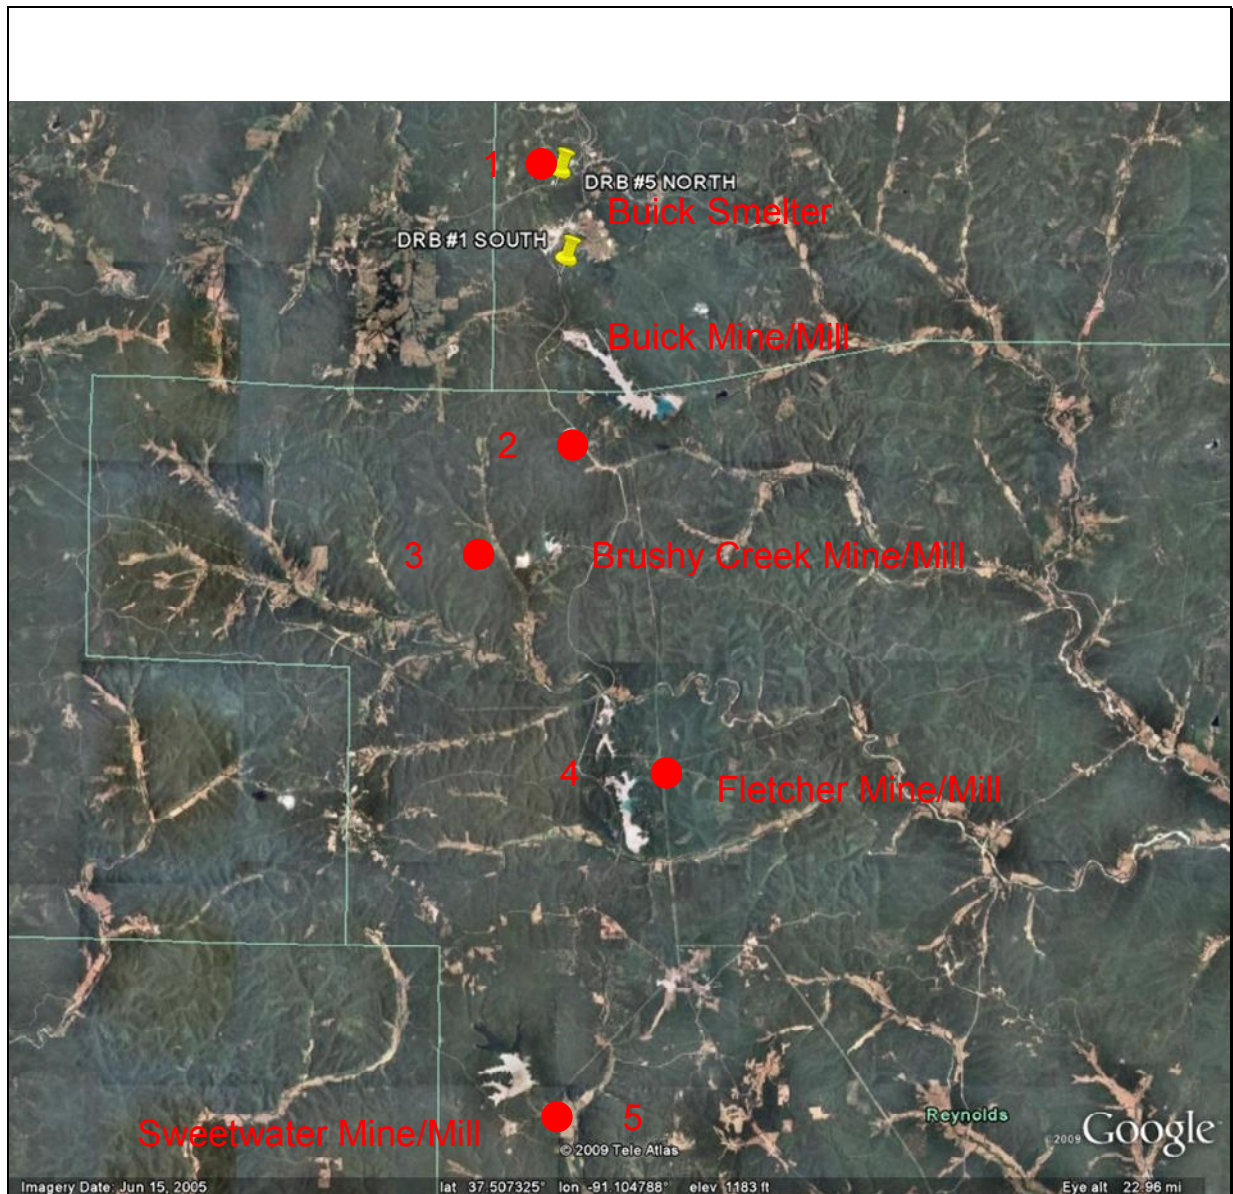 1
DRB #5 NORTH
Buick Smelter
DRB #1 SOUTH
Buick Mine/Mill
2
3
Brushy Creek Mine/Mill
4
Fletcher Mine/Mill
5
Reynolds
Sweetwater Mine/Mill
2009 Google
© 2009 Tele Atlas
Imagery Date: Jun 15, 2005 lat 37.507325° lon -91.104788° elev 1183 ft Eye alt 22.96 mi